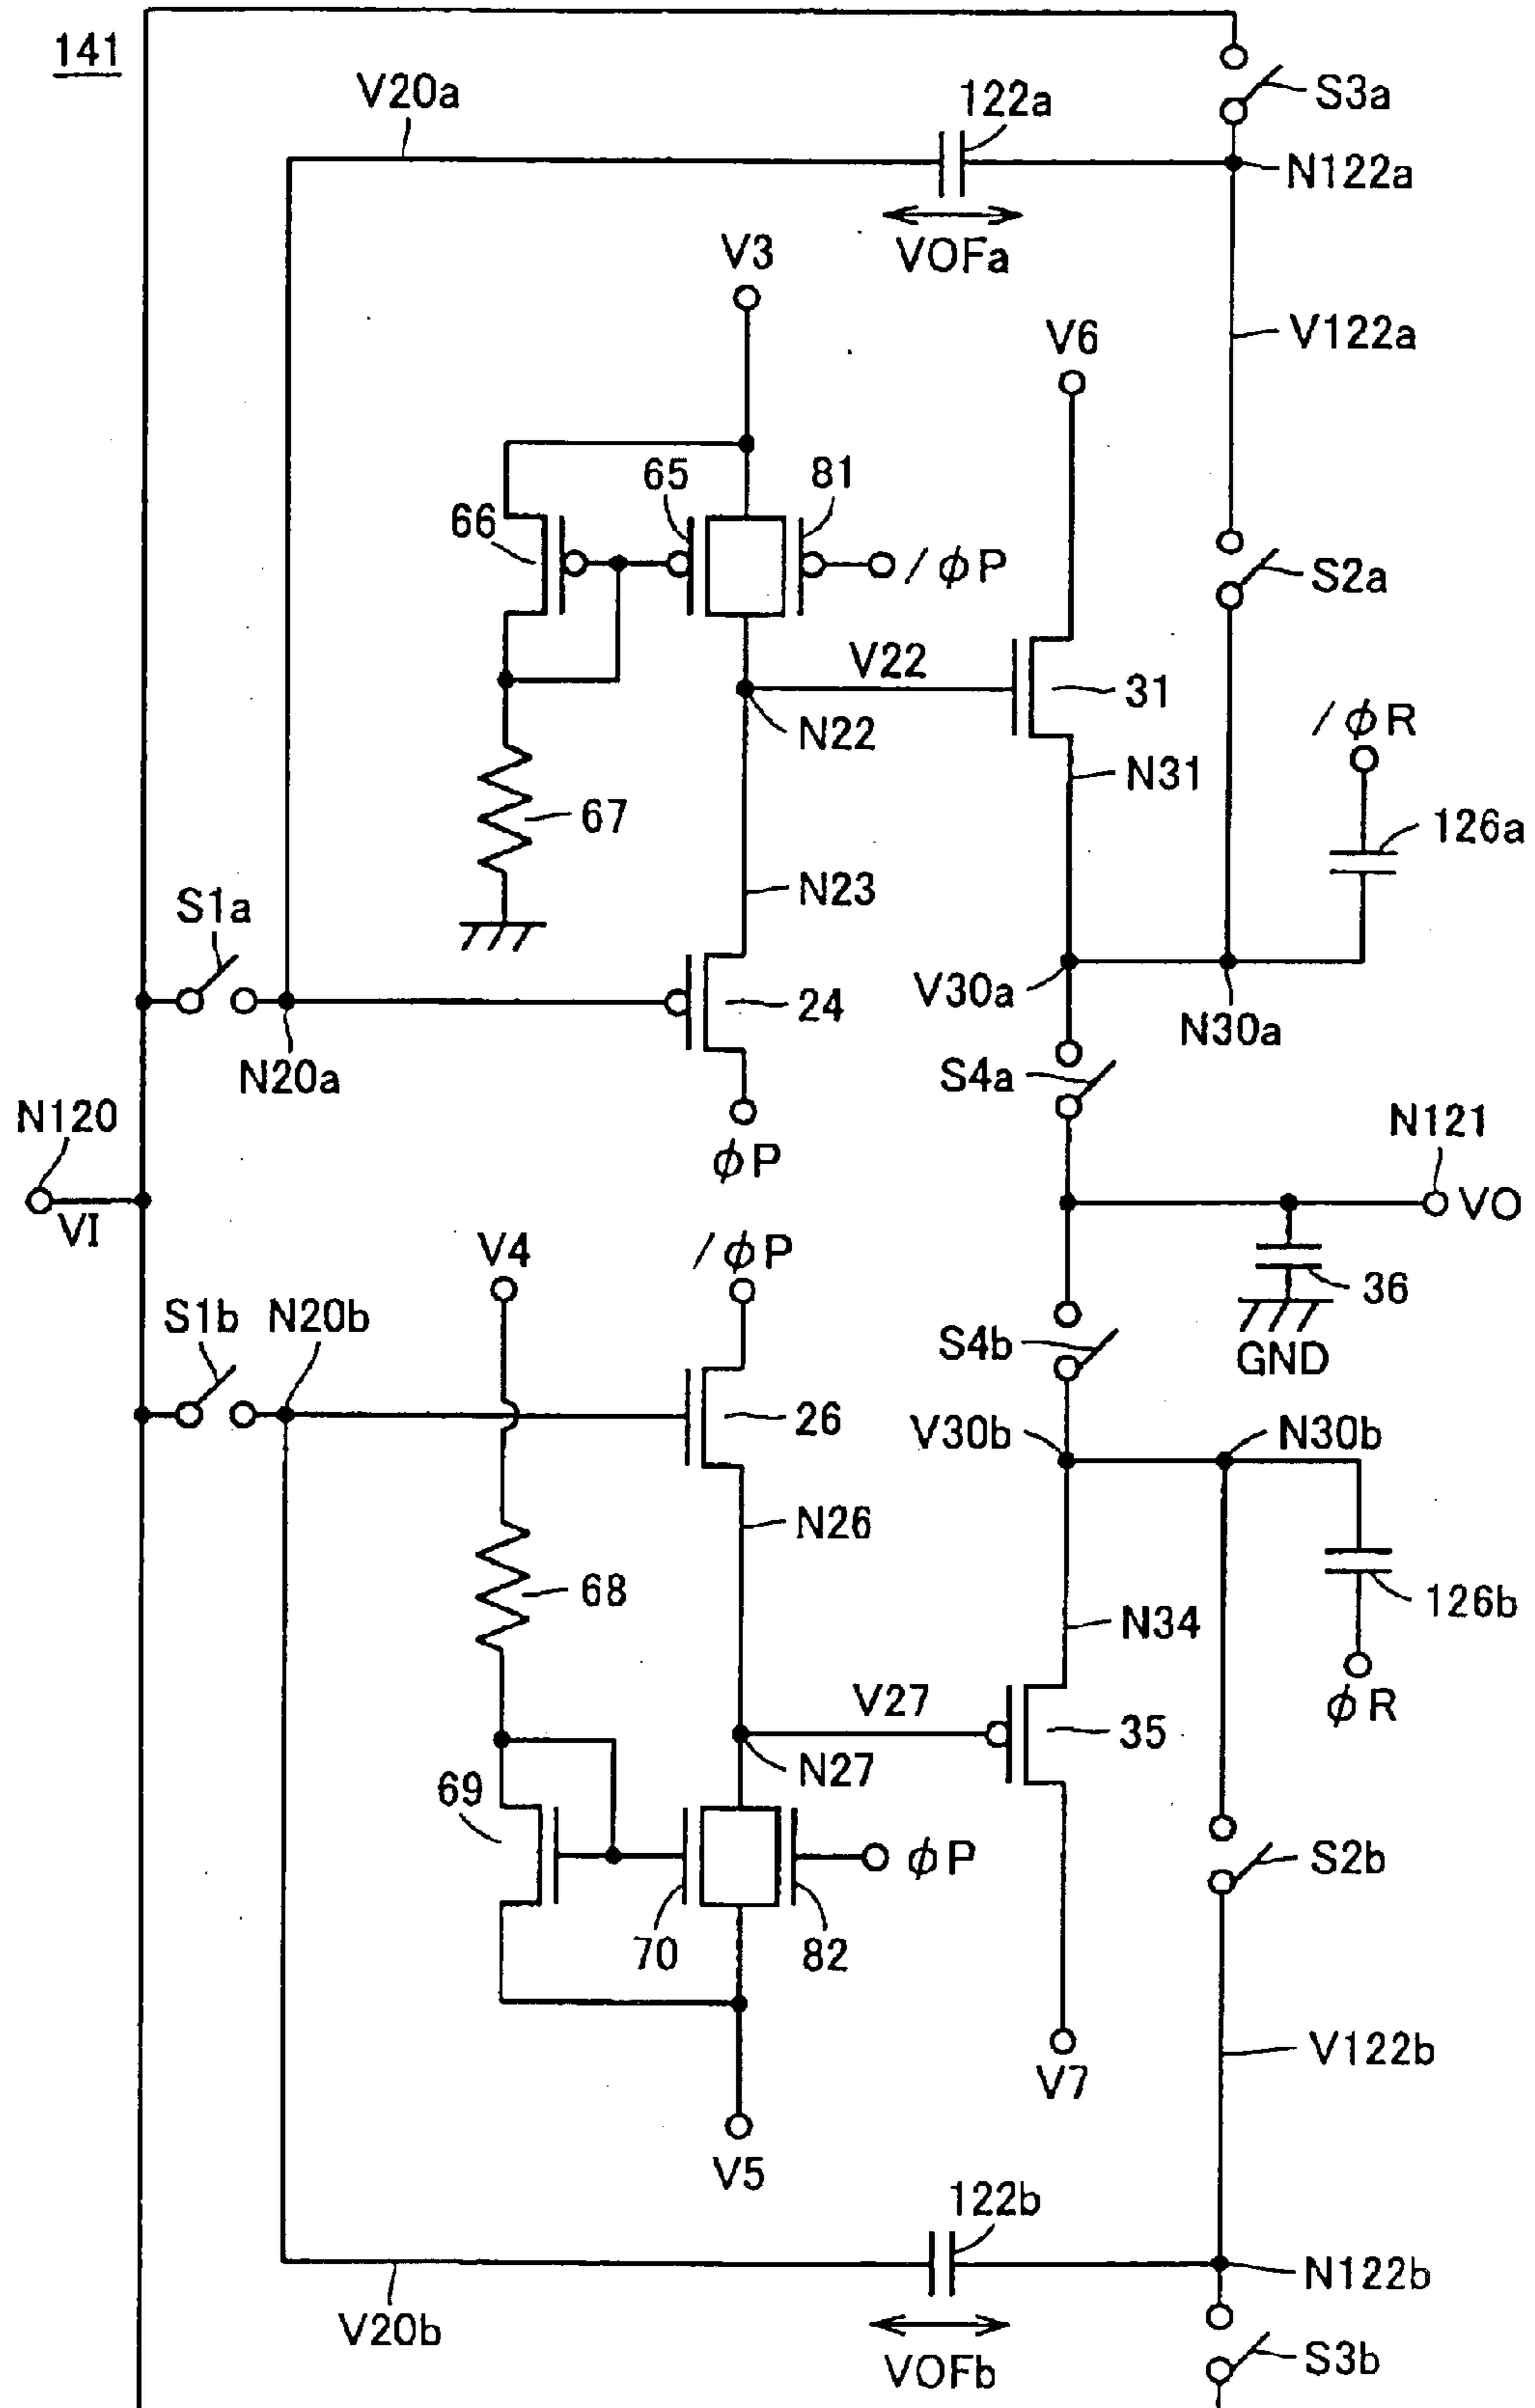 141
V20a
122a
S3a
N122a
VOFa
V3
V6
V122a
65
81
66
/φP
S2a
V22
31
N22
/φR
N31
67
126a
N23
S1a
V30a
24
N30a
N20a
S4a
N120
N121
φP
VI
VO
V4
/φP
36
S1b
N20b
S4b
GND
26
V30b
N30b
N26
68
126b
N34
V27
φR
35
N27
69
φP
S2b
70
82
V122b
V7
V5
122b
N122b
V20b
VOFb
S3b